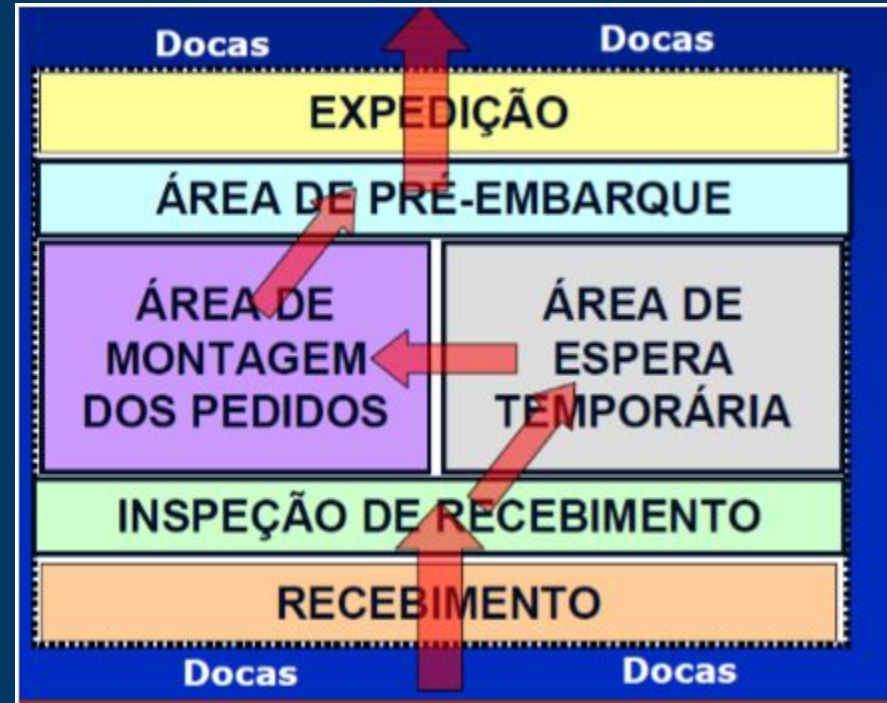 Docas Docas
EXPEDIÇÃO
ÁREA DE PRÉ-EMBARQUE
ÁREA DE
MONTAGEM
DOS PEDIDOS
ÁREA DE
ESPERA
TEMPORÁRIA
INSPEÇÃO DE RECEBIMENTO
RECEBIMENTO
Docas Docas